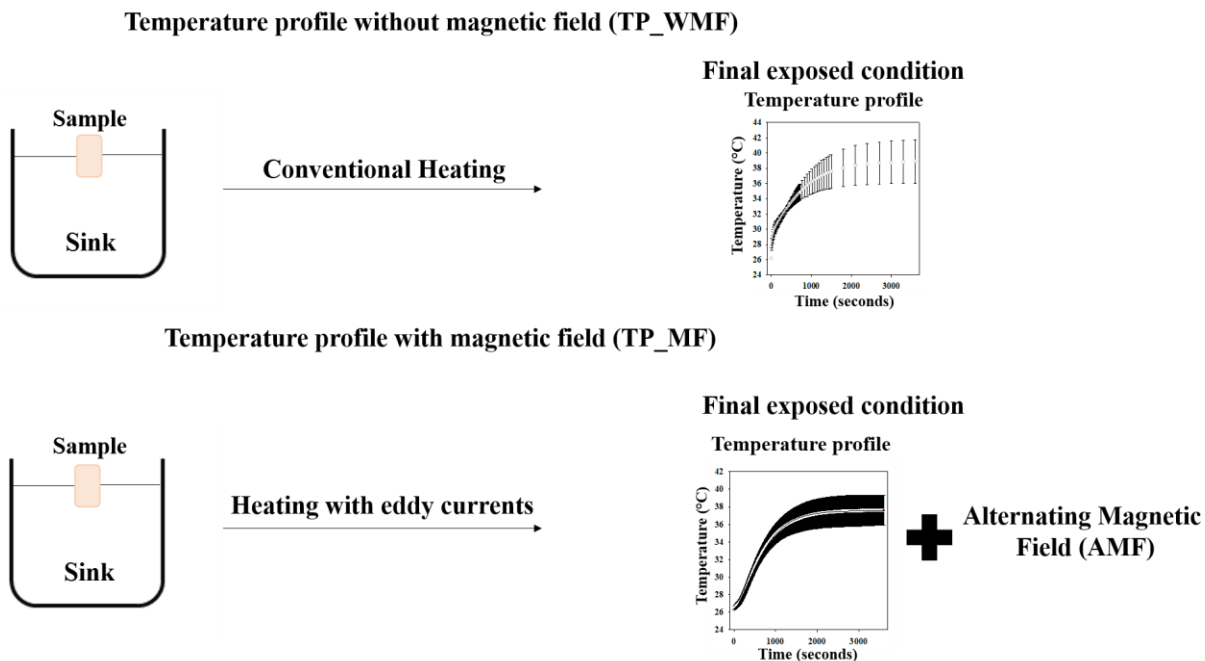 Temperature profile without magnetic field (TP_WMF)
Final exposed condition
Temperature profile
Sample
Sink
Conventional Heating
Temperature (°C)
44
42
40
38
36
34
32
30
28
26
24
0
1000
2000
3000
Time (seconds)
Temperature profile with magnetic field (TP_MF)
Final exposed condition
Temperature profile
Sample
Sink
Heating with eddy currents
Temperature (°C)
42
40
38
36
34
32
30
28
26
24
0
1000
2000
3000
Time (seconds)
Alternating Magnetic
Field (AMF)